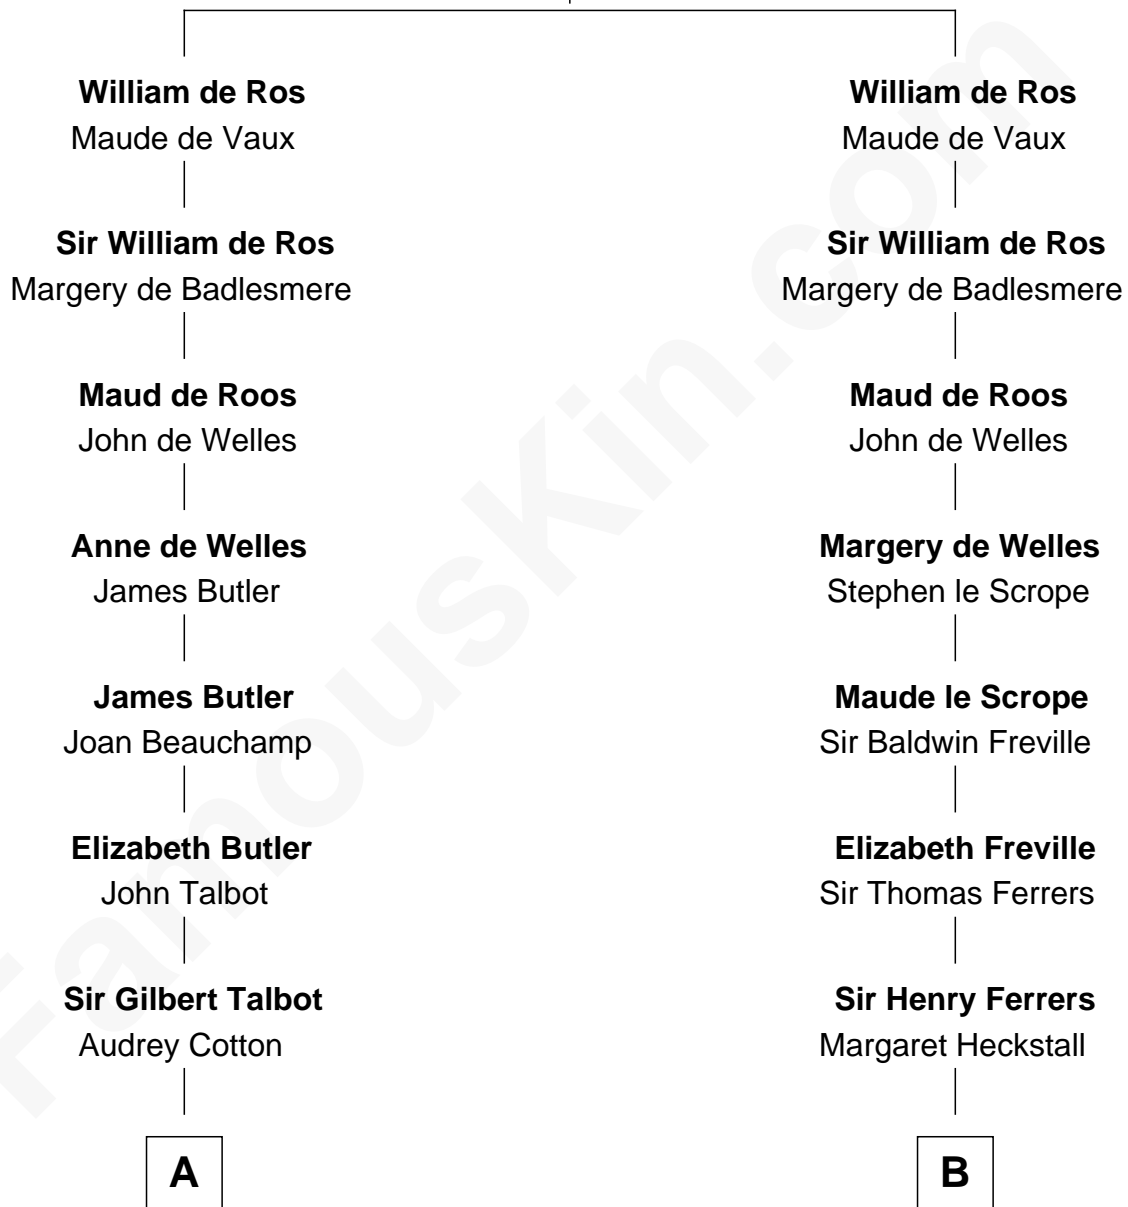 William de Ros
Maude de Vaux
Sir William de Ros
Margery de Badlesmere
Maud de Roos
John de Welles
Anne de Welles
James Butler
James Butler
Joan Beauchamp
Elizabeth Butler
John Talbot
Sir Gilbert Talbot
Audrey Cotton
A
William de Ros
Maude de Vaux
Sir William de Ros
Margery de Badlesmere
Maud de Roos
John de Welles
Margery de Welles
Stephen le Scrope
Maude le Scrope
Sir Baldwin Freville
Elizabeth Freville
Sir Thomas Ferrers
Sir Henry Ferrers
Margaret Heckstall
B
FamousKin.com